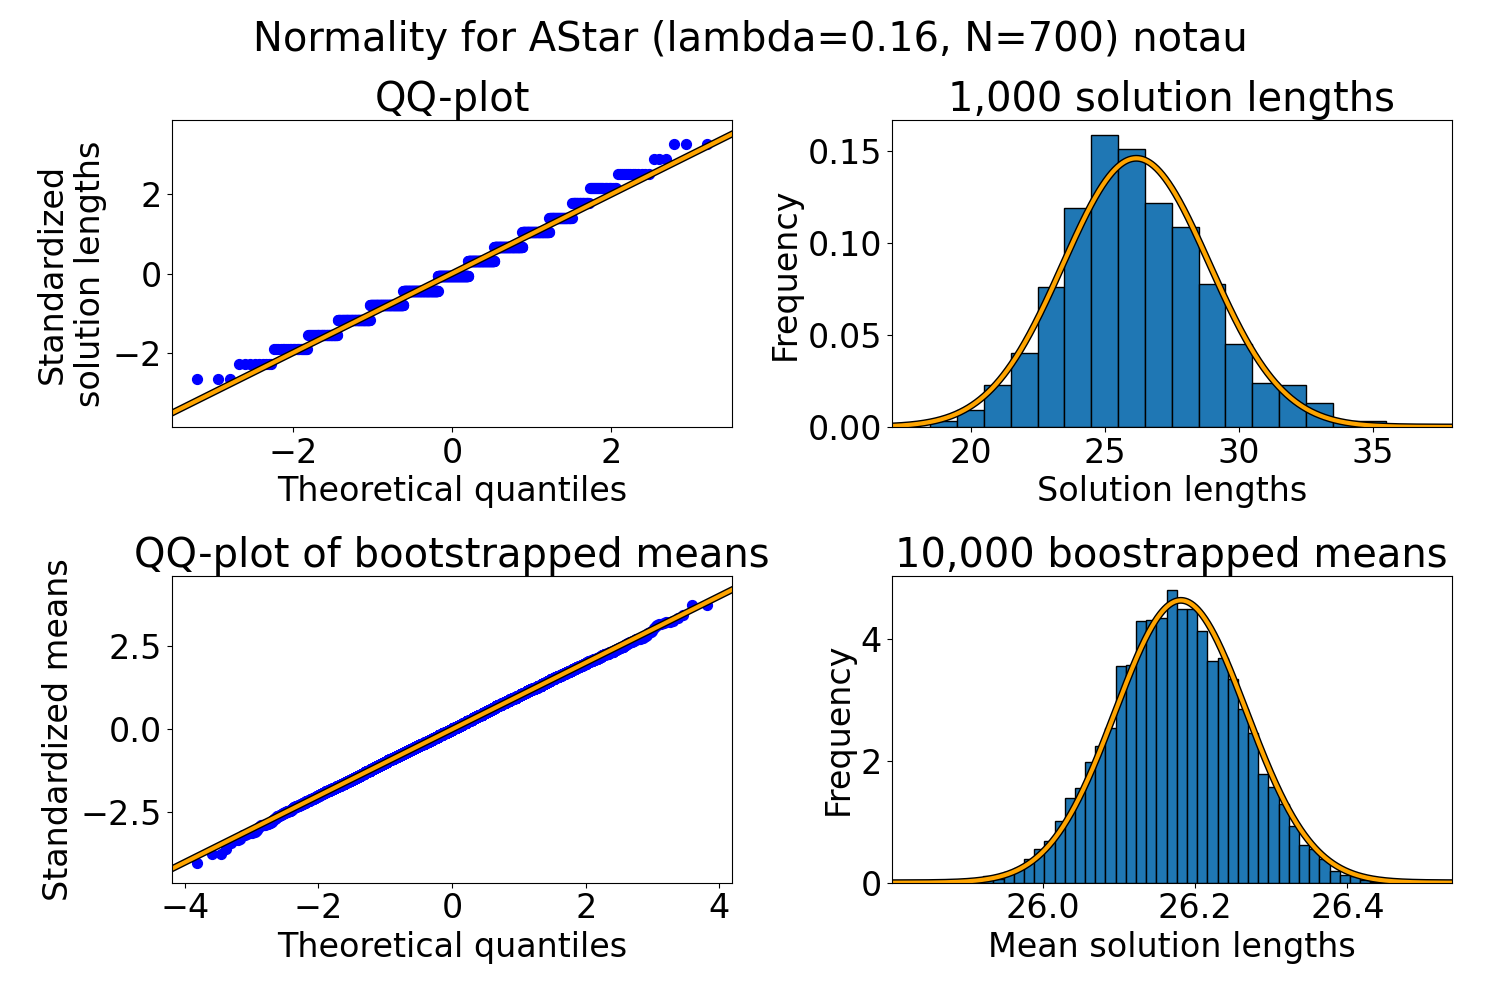 Normality for AStar (lambda=0.16, N=700) notau
QQ-plot
Standardized
solution lengths
2
0
−2
−2 0 2
Theoretical quantiles
1,000 solution lengths
Frequency
0.15
0.10
0.05
0.00
20 25 30 35
Solution lengths
QQ-plot of bootstrapped means
Standardized means
2.5
0.0
−2.5
−4 −2 0 2 4
Theoretical quantiles
10,000 boostrapped means
Frequency
4
2
0
26.0 26.2 26.4
Mean solution lengths